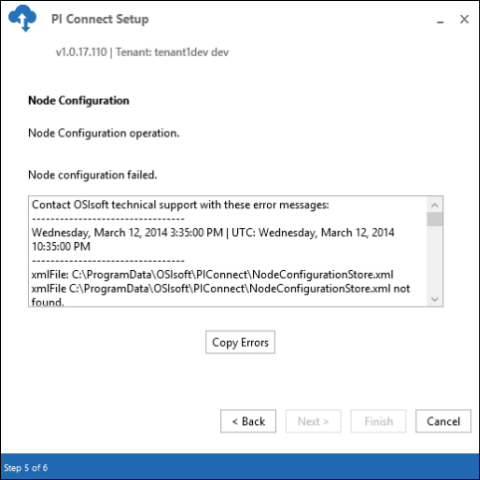 PI Connect Setup
v1.0.17.110 | Tenant: tenant1dev dev
Node Configuration
Node Configuration operation.
Node configuration failed.
Contact OSIsoft technical support with these error messages:
---------------------------------
Wednesday, March 12, 2014 3:35:00 PM | UTC: Wednesday, March 12, 2014
10:35:00 PM
---------------------------------
xmlFile: C:\ProgramData\OSIsoft\PIConnect\NodeConfigurationStore.xml
xmlFile C:\ProgramData\OSIsoft\PIConnect\NodeConfigurationStore.xml not
found.
Copy Errors
< Back
Next >
Finish
Cancel
Step 5 of 6